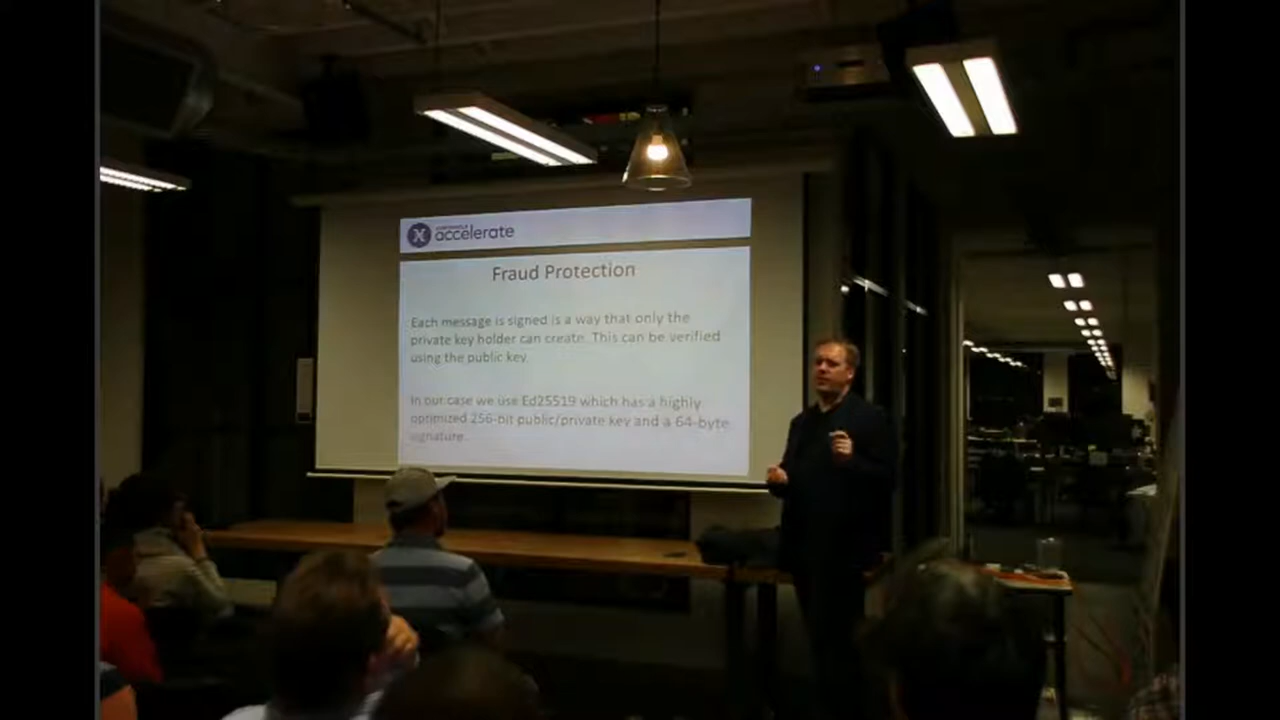 X accelerate
Fraud Protection
Each message is signed is a way that only the
private key holder can create. This can be verified
using the public key.
In our case we use Ed25519 which has a highly
optimized 256-bit public/private key and a 64-byte
signature.